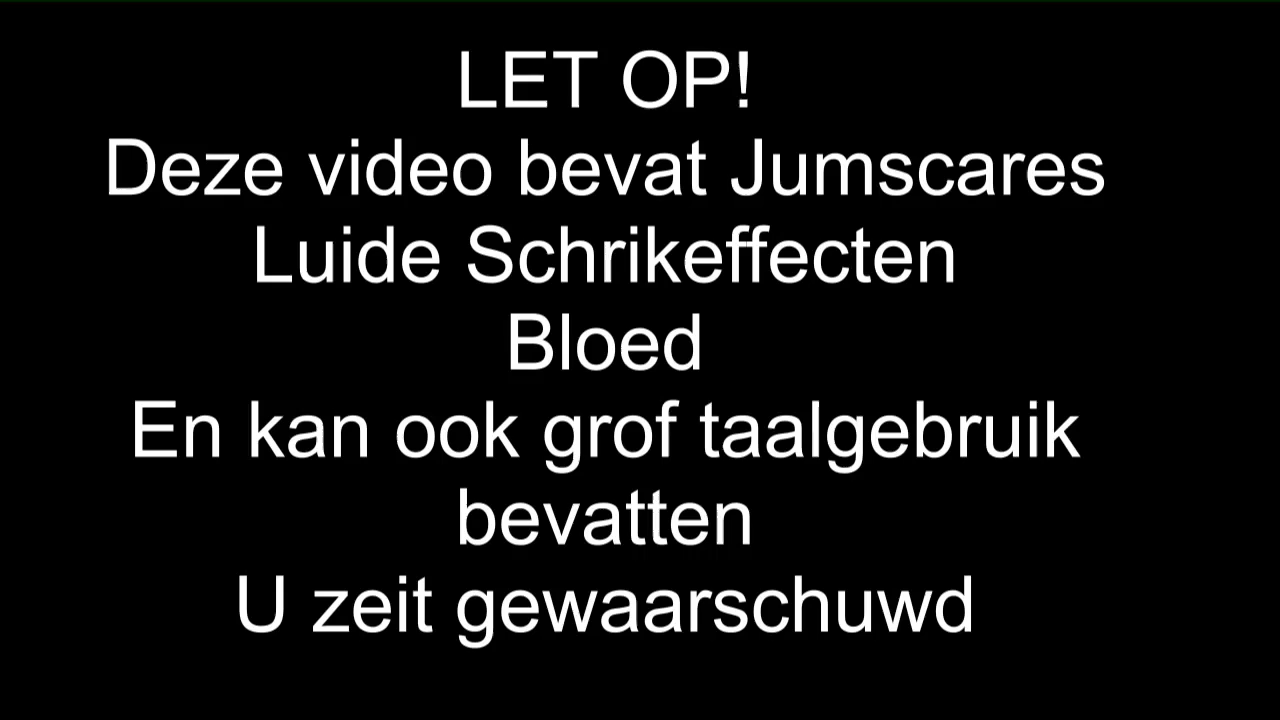 LET OP!
Deze video bevat Jumscares
Luide Schrikeffecten
Bloed
En kan ook grof taalgebruik
bevatten
U zeit gewaarschuwd